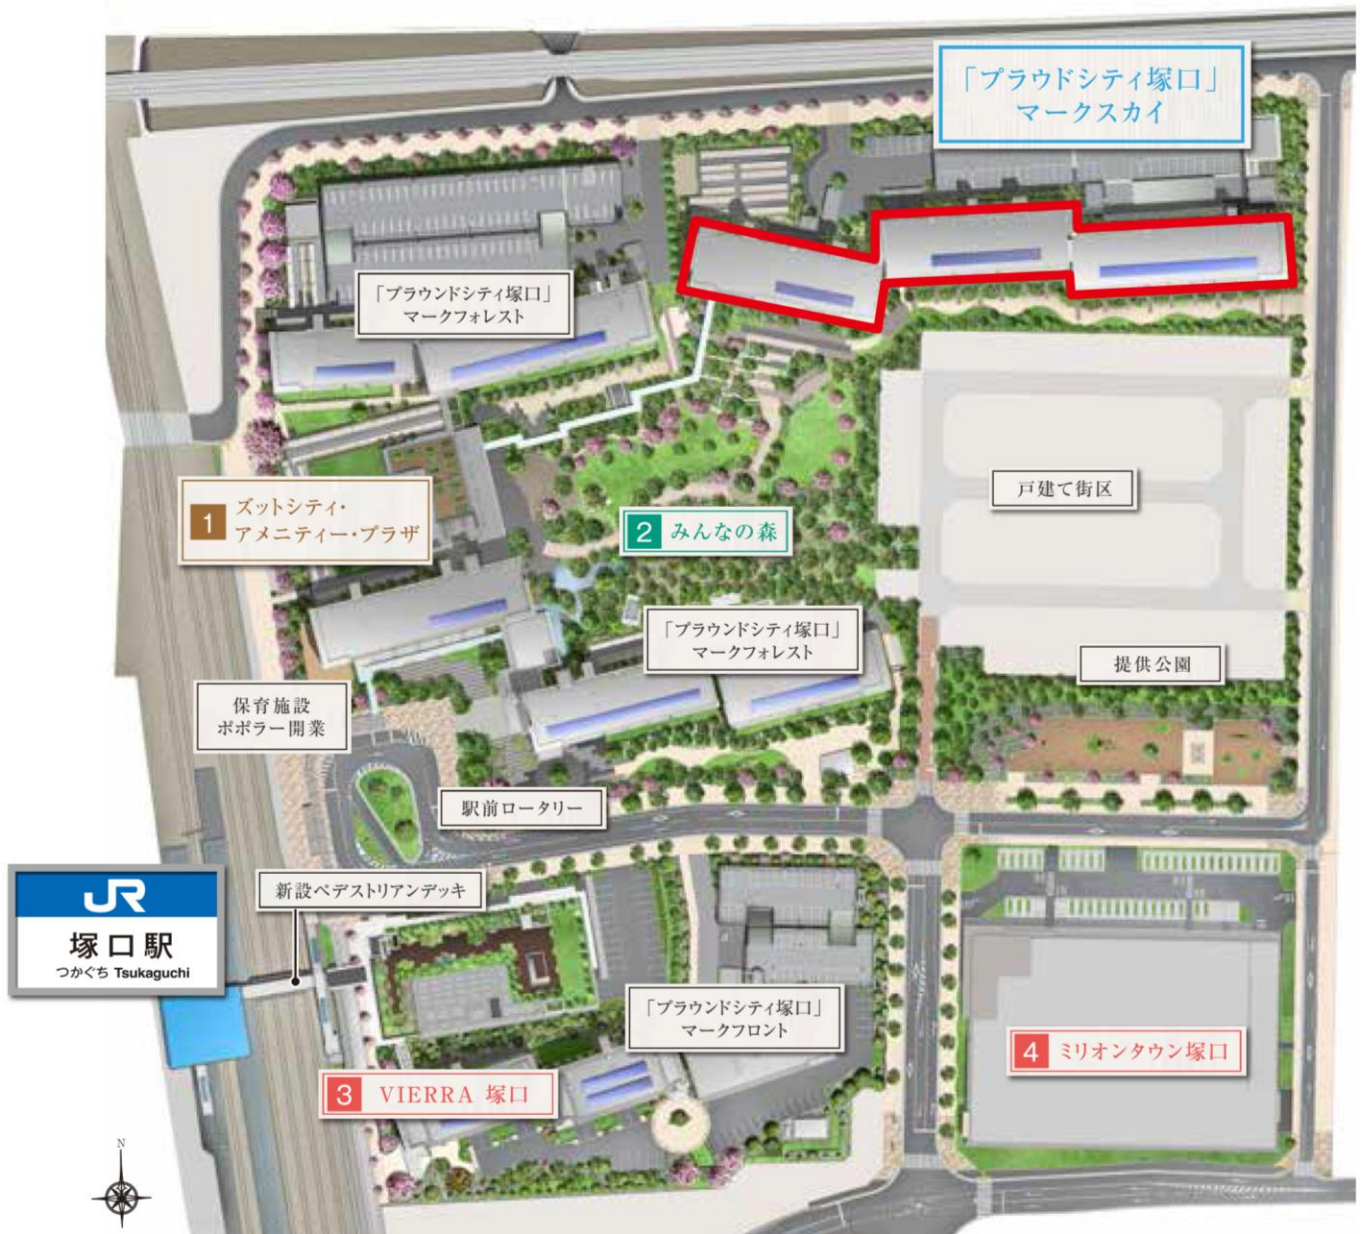 「プラウドシティ塚口」
マークスカイ
「プラウンドシティ塚口」
マークフォレスト
1 ズットシティ・
アメニティー・プラザ
2 みんなの森
戸建て街区
「プラウンドシティ塚口」
マークフォレスト
提供公園
保育施設
ポポラー開業
駅前ロータリー
新設ペデストリアンデッキ
JR
塚口駅
つかぐち Tsukaguchi
「プラウンドシティ塚口」
マークフロント
3 VIERRA 塚口
4 ミリオンタウン塚口
N